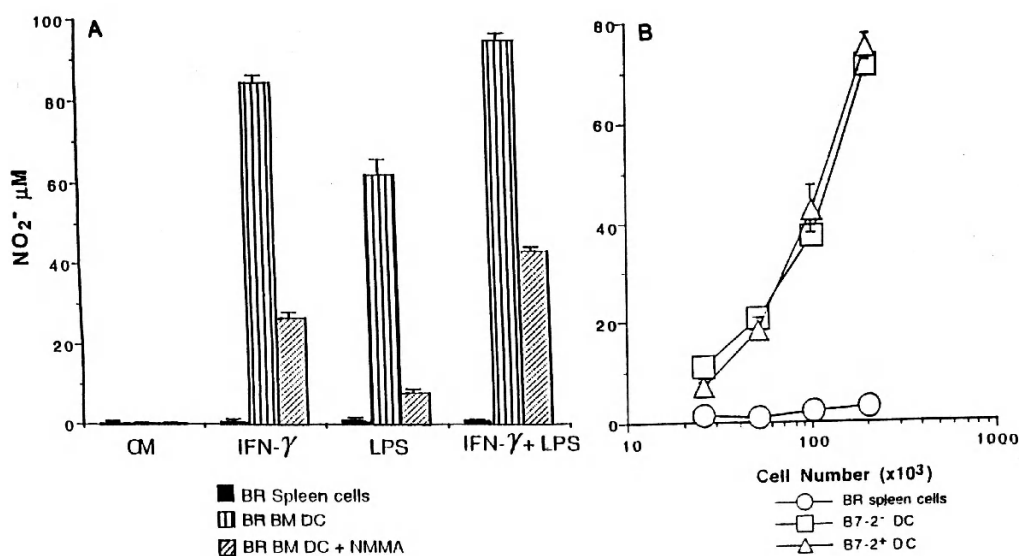 A
100
80
60
40
20
0
NO₂⁻ µM
CM
IFN-γ
LPS
IFN-γ + LPS
BR Spleen cells
BR BM DC
BR BM DC + NMMA
B
80
60
40
20
0
10
100
1000
Cell Number (x10³)
BR spleen cells
B7-2⁻ DC
B7-2⁺ DC